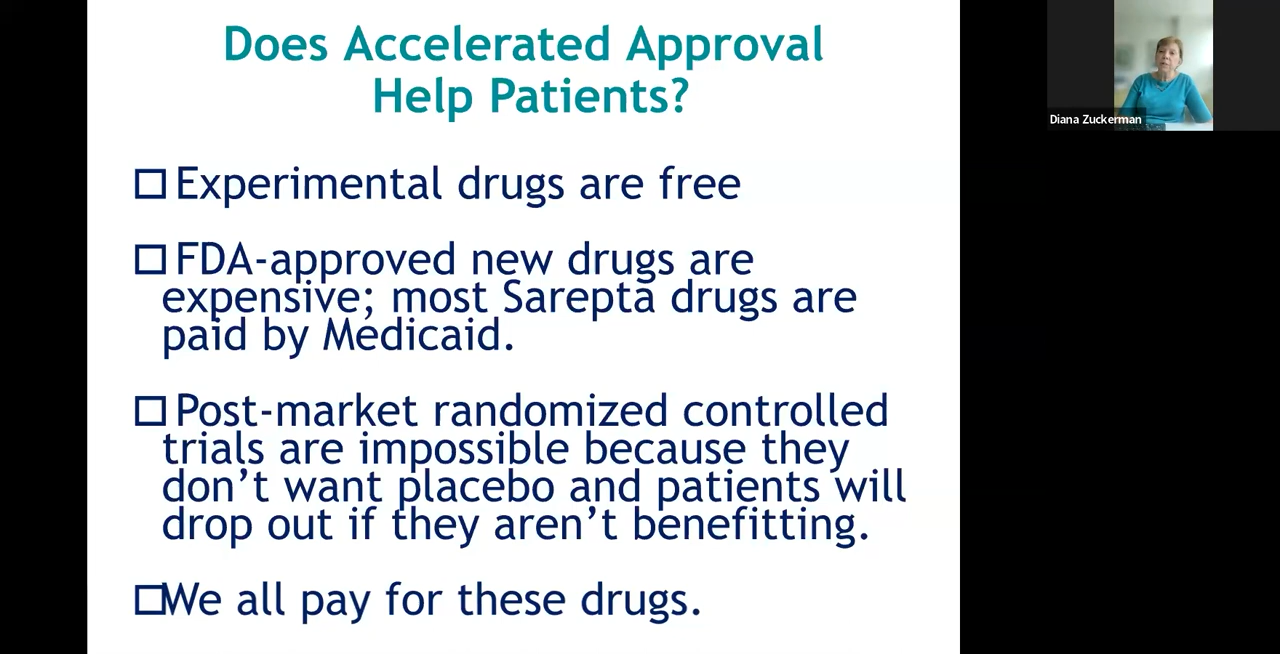 Does Accelerated Approval
Help Patients?
□ Experimental drugs are free
□ FDA-approved new drugs are
expensive; most Sarepta drugs are
paid by Medicaid.
□ Post-market randomized controlled
trials are impossible because they
don’t want placebo and patients will
drop out if they aren’t benefitting.
□We all pay for these drugs.
Diana Zuckerman